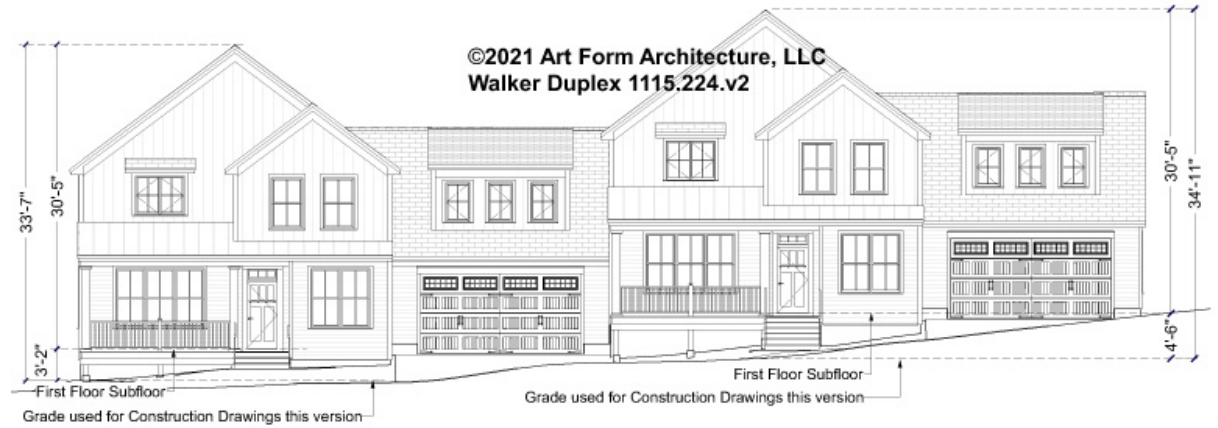 ©2021 Art Form Architecture, LLC
Walker Duplex 1115.224.v2
33'-7"
30'-5"
3'-2"
30'-5"
34'-11"
4'-6"
First Floor Subfloor
Grade used for Construction Drawings this version
First Floor Subfloor
Grade used for Construction Drawings this version